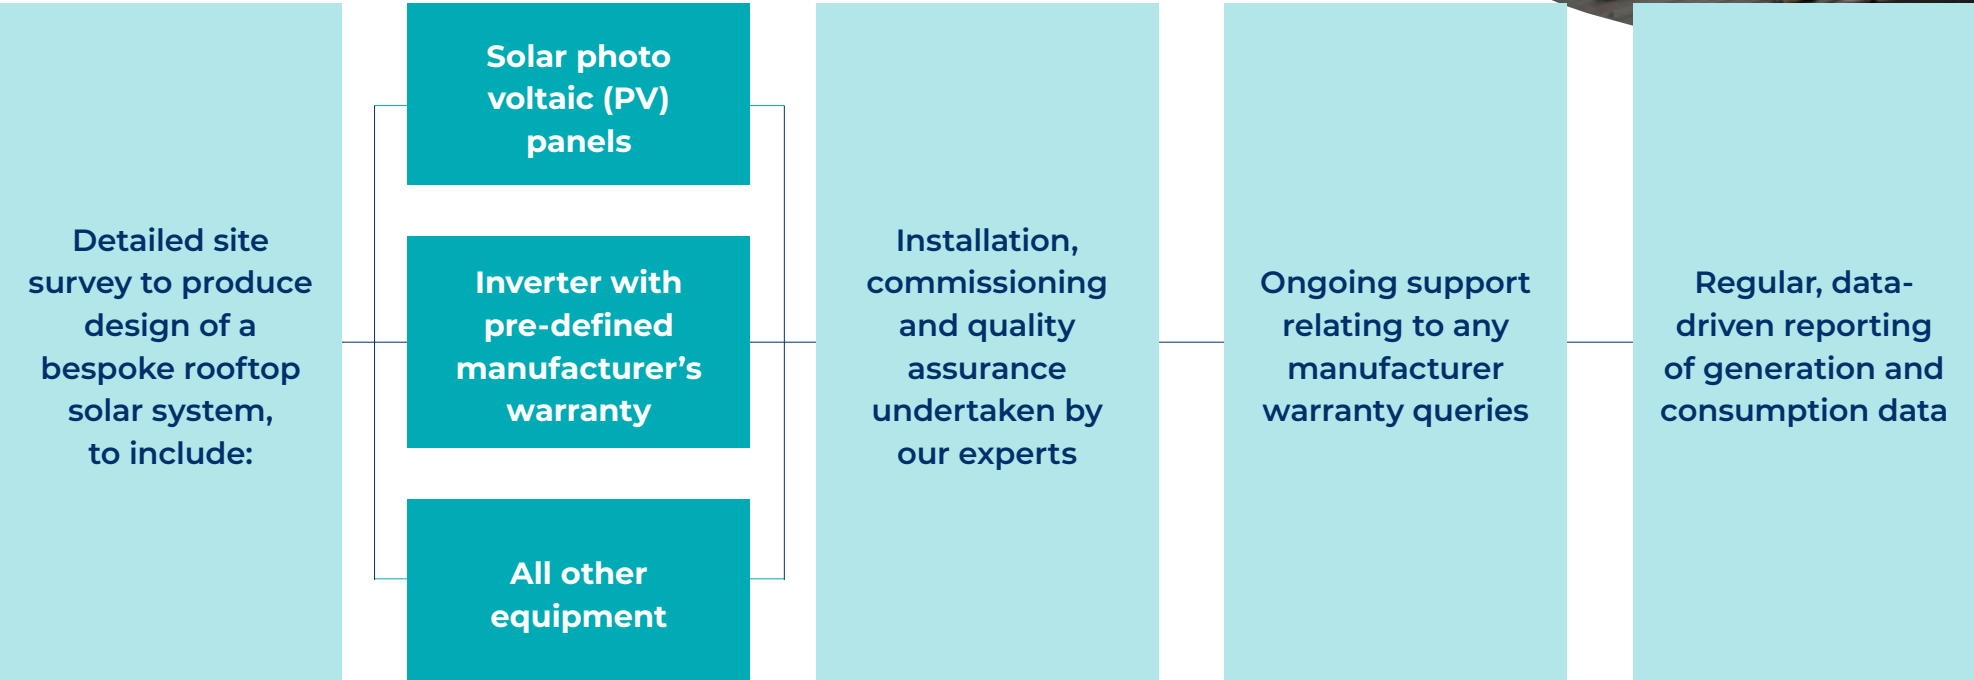 Detailed site
survey to produce
design of a
bespoke rooftop
solar system,
to include:
Solar photo
voltaic (PV)
panels
Inverter with
pre-defined
manufacturer’s
warranty
All other
equipment
Installation,
commissioning
and quality
assurance
undertaken by
our experts
Ongoing support
relating to any
manufacturer
warranty queries
Regular, data-
driven reporting
of generation and
consumption data